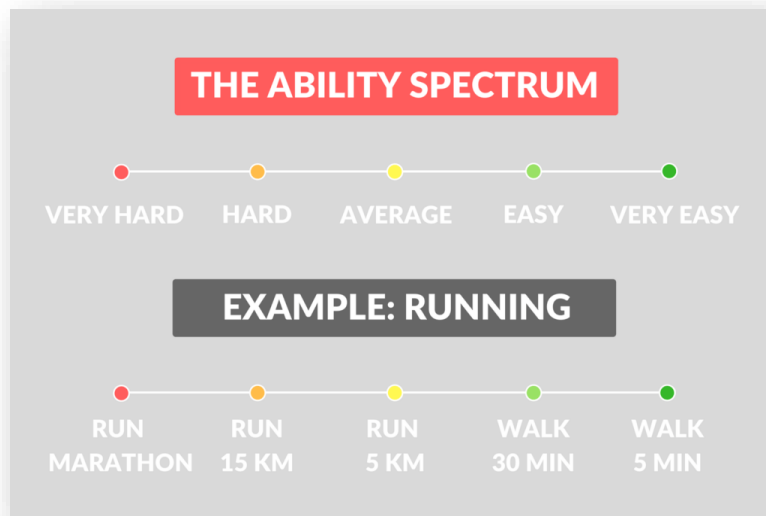 THE ABILITY SPECTRUM
VERY HARD HARD AVERAGE EASY VERY EASY
EXAMPLE: RUNNING
RUN RUN RUN WALK WALK
MARATHON 15 KM 5 KM 30 MIN 5 MIN